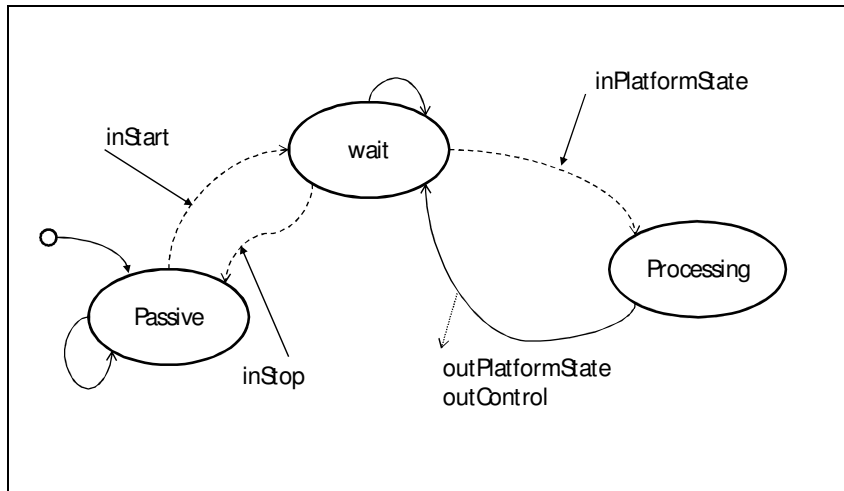 inPlatformState
inStart
wait
Processing
Passive
inStop
outPlatformState
outControl